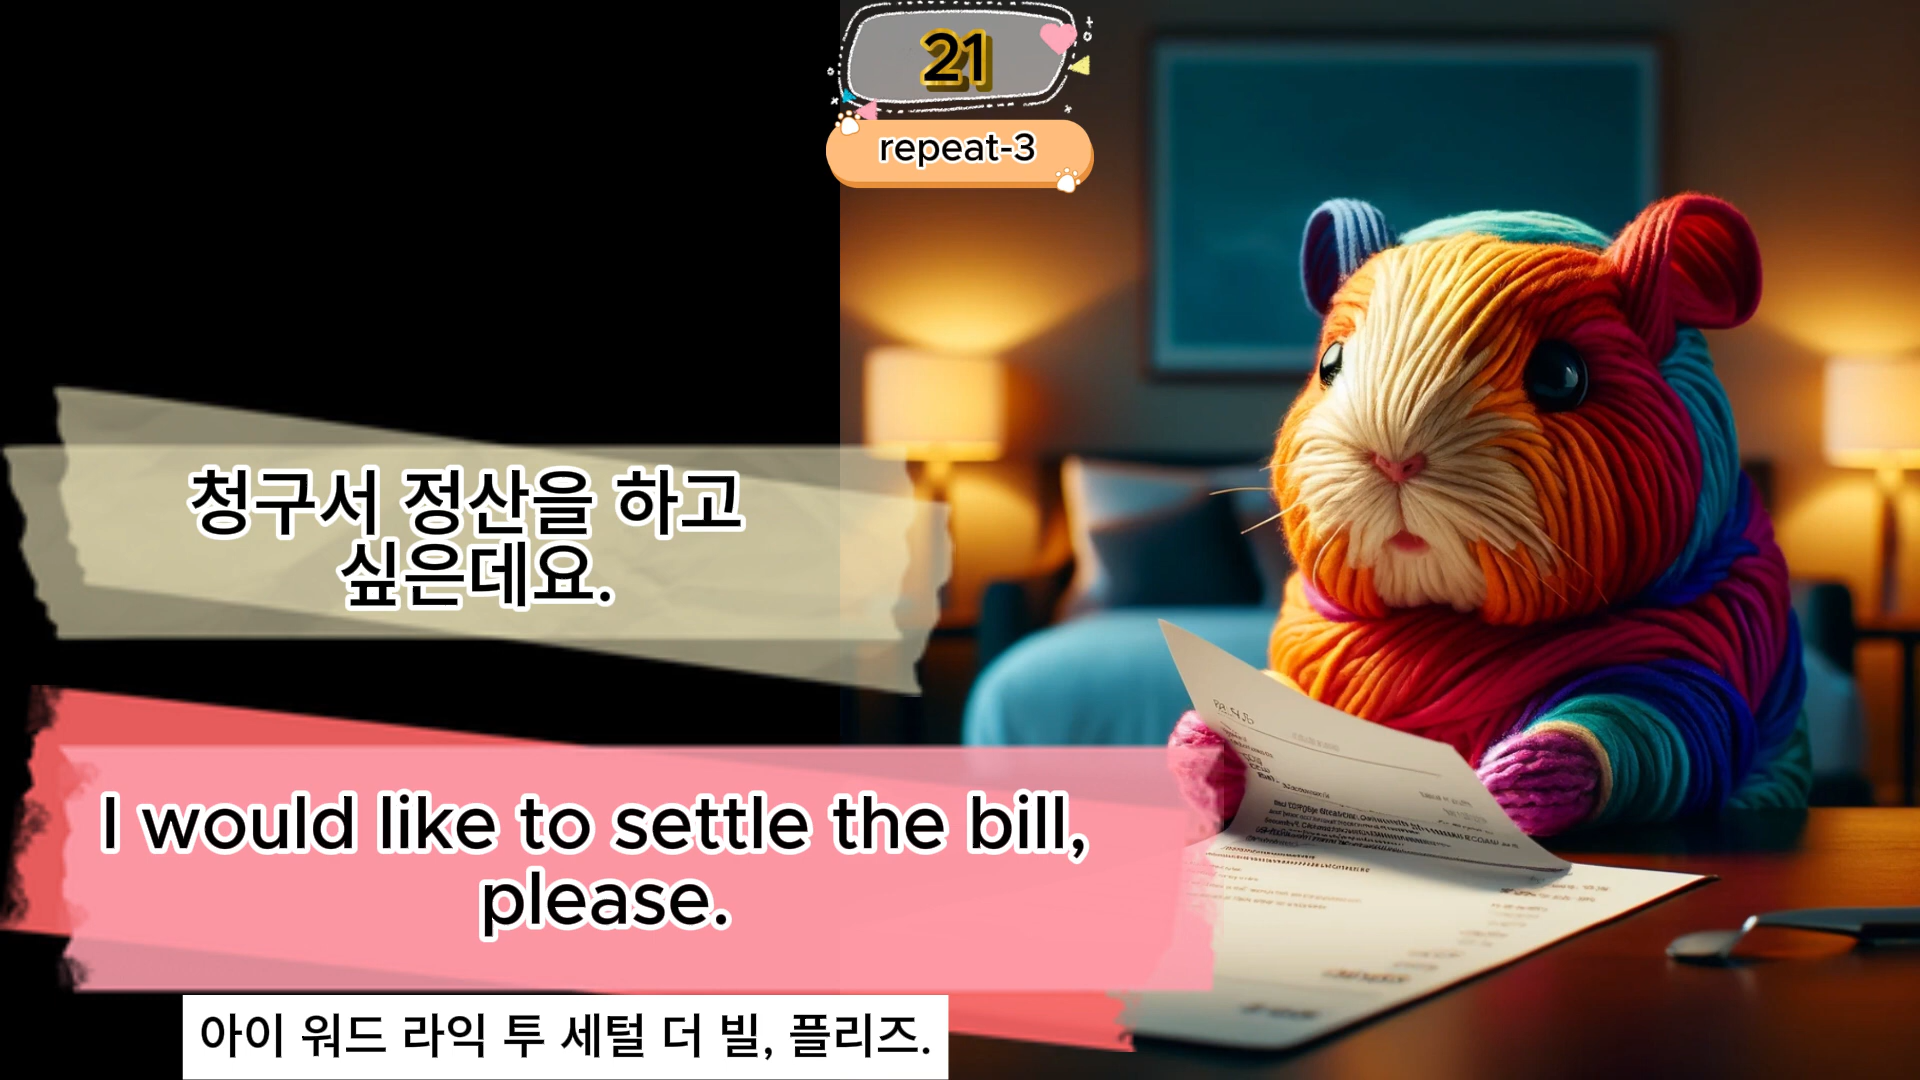 21
repeat-3
청구서 정산을 하고
싶은데요.
I would like to settle the bill,
please.
아이 워드 라익 투 세털 더 빌, 플리즈.